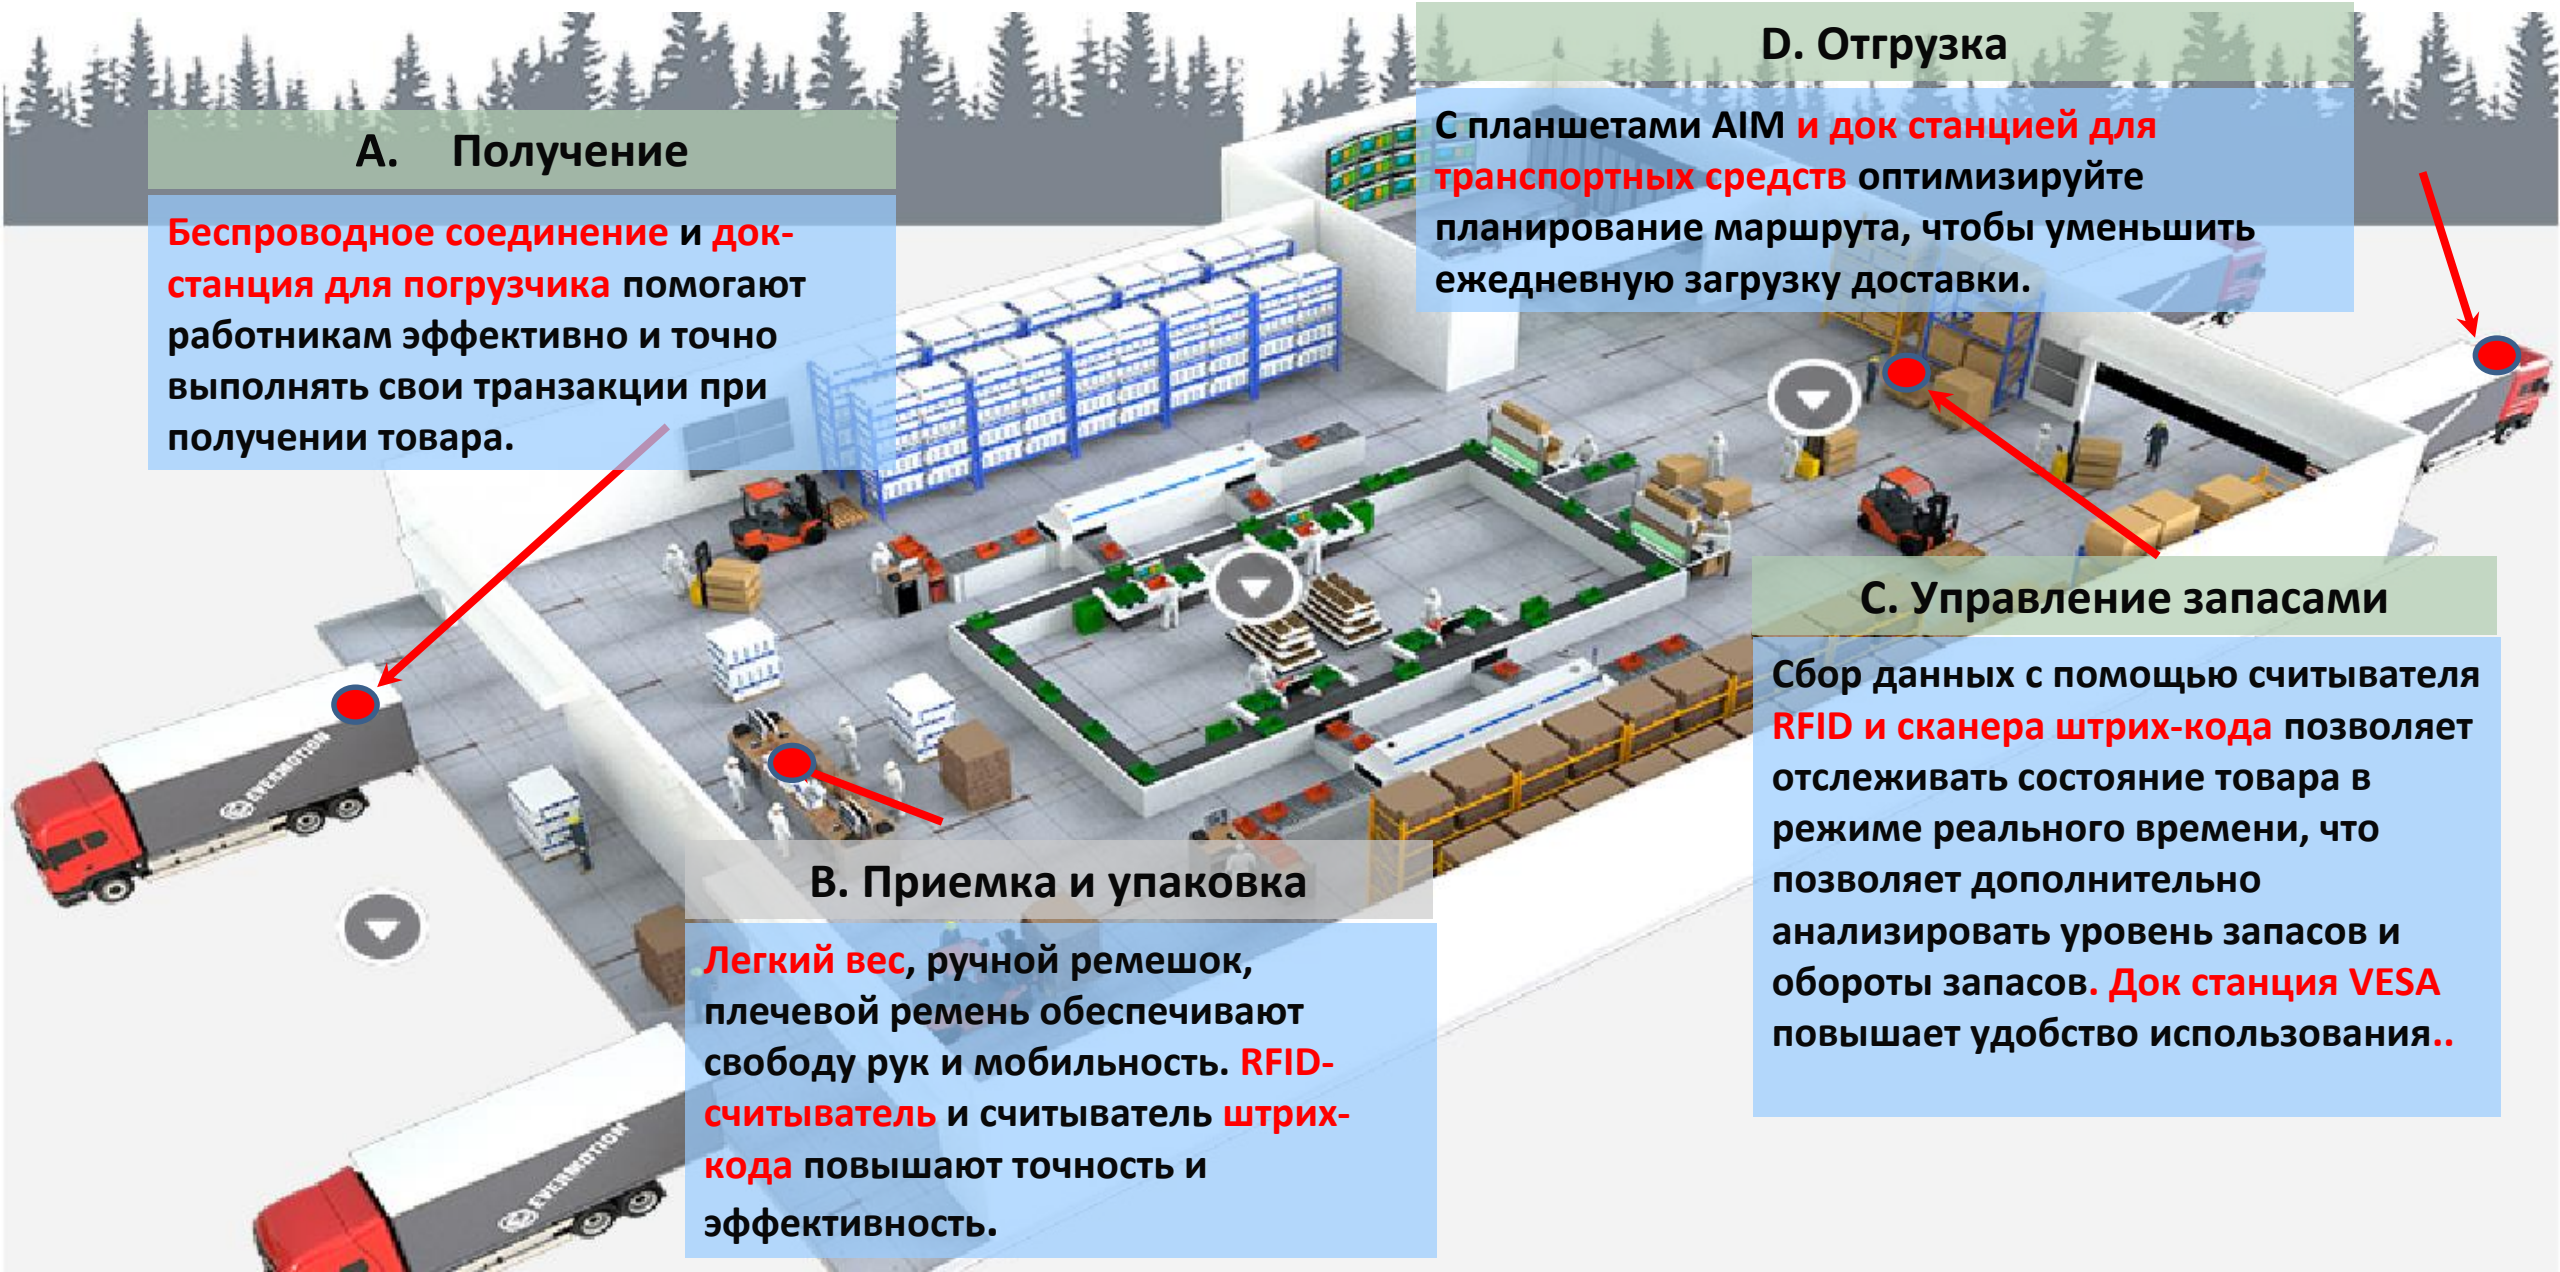 A. Получение
Беспроводное соединение и док-
станция для погрузчика помогают
работникам эффективно и точно
выполнять свои транзакции при
получении товара.
D. Отгрузка
С планшетами AIM и док станцией для
транспортных средств оптимизируйте
планирование маршрута, чтобы уменьшить
ежедневную загрузку доставки.
B. Приемка и упаковка
Легкий вес, ручной ремешок,
плечевой ремень обеспечивают
свободу рук и мобильность. RFID-
считыватель и считыватель штрих-
кода повышают точность и
эффективность.
C. Управление запасами
Сбор данных с помощью считывателя
RFID и сканера штрих-кода позволяет
отслеживать состояние товара в
режиме реального времени, что
позволяет дополнительно
анализировать уровень запасов и
обороты запасов. Док станция VESA
повышает удобство использования..
EVERMOTION
EVERMOTION